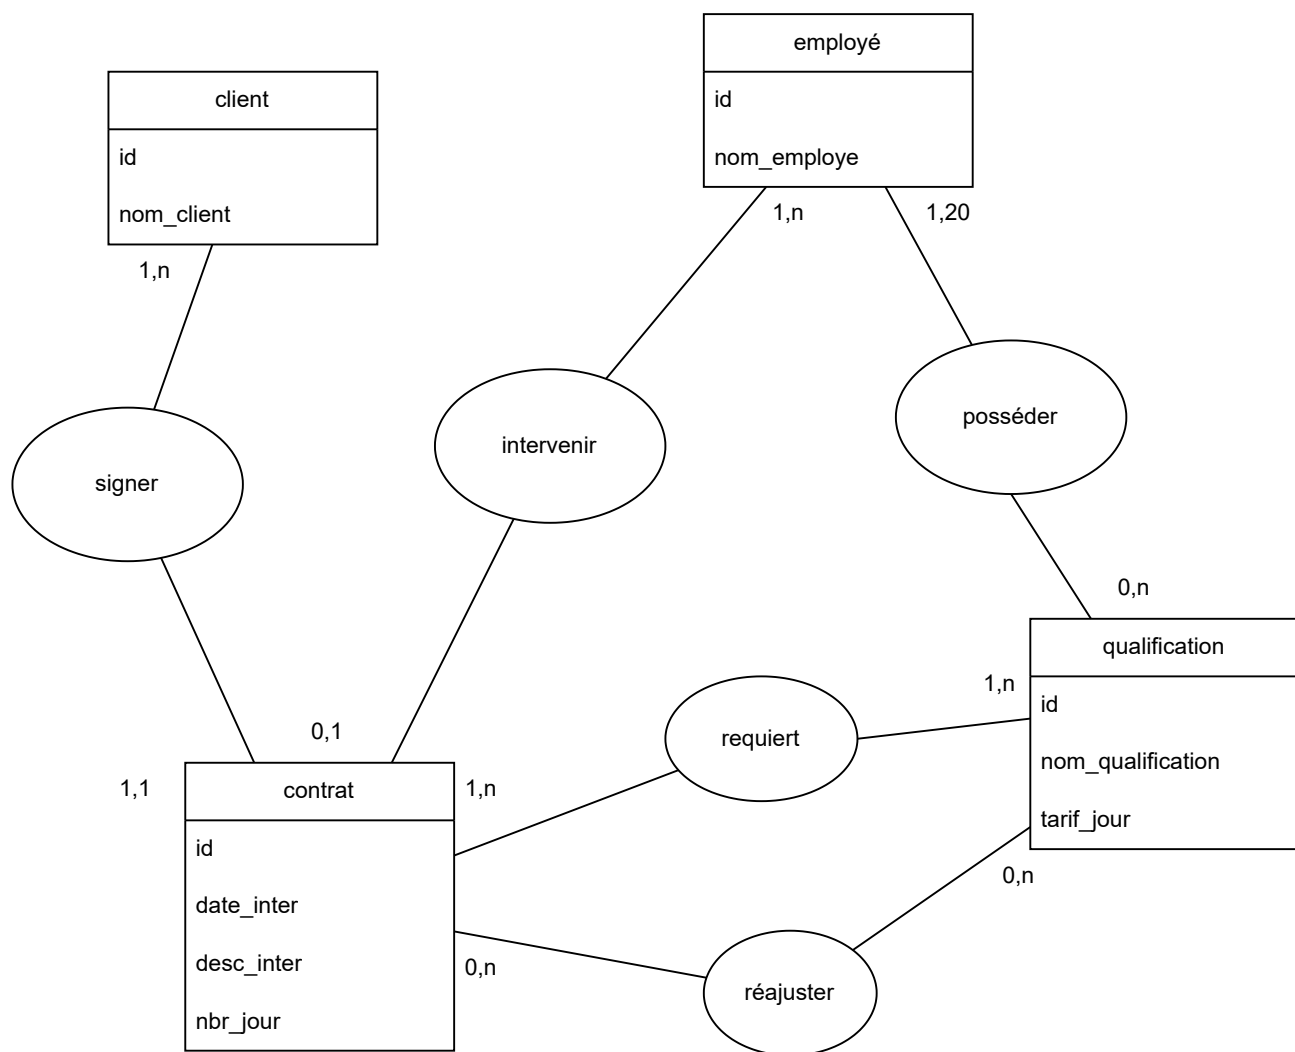 employé
id
nom_employe
client
id
nom_client
1,n
1,n
1,20
signer
intervenir
posséder
0,n
qualification
id
nom_qualification
tarif_jour
1,n
requiert
0,1
1,1
contrat
id
date_inter
desc_inter
nbr_jour
1,n
0,n
0,n
réajuster